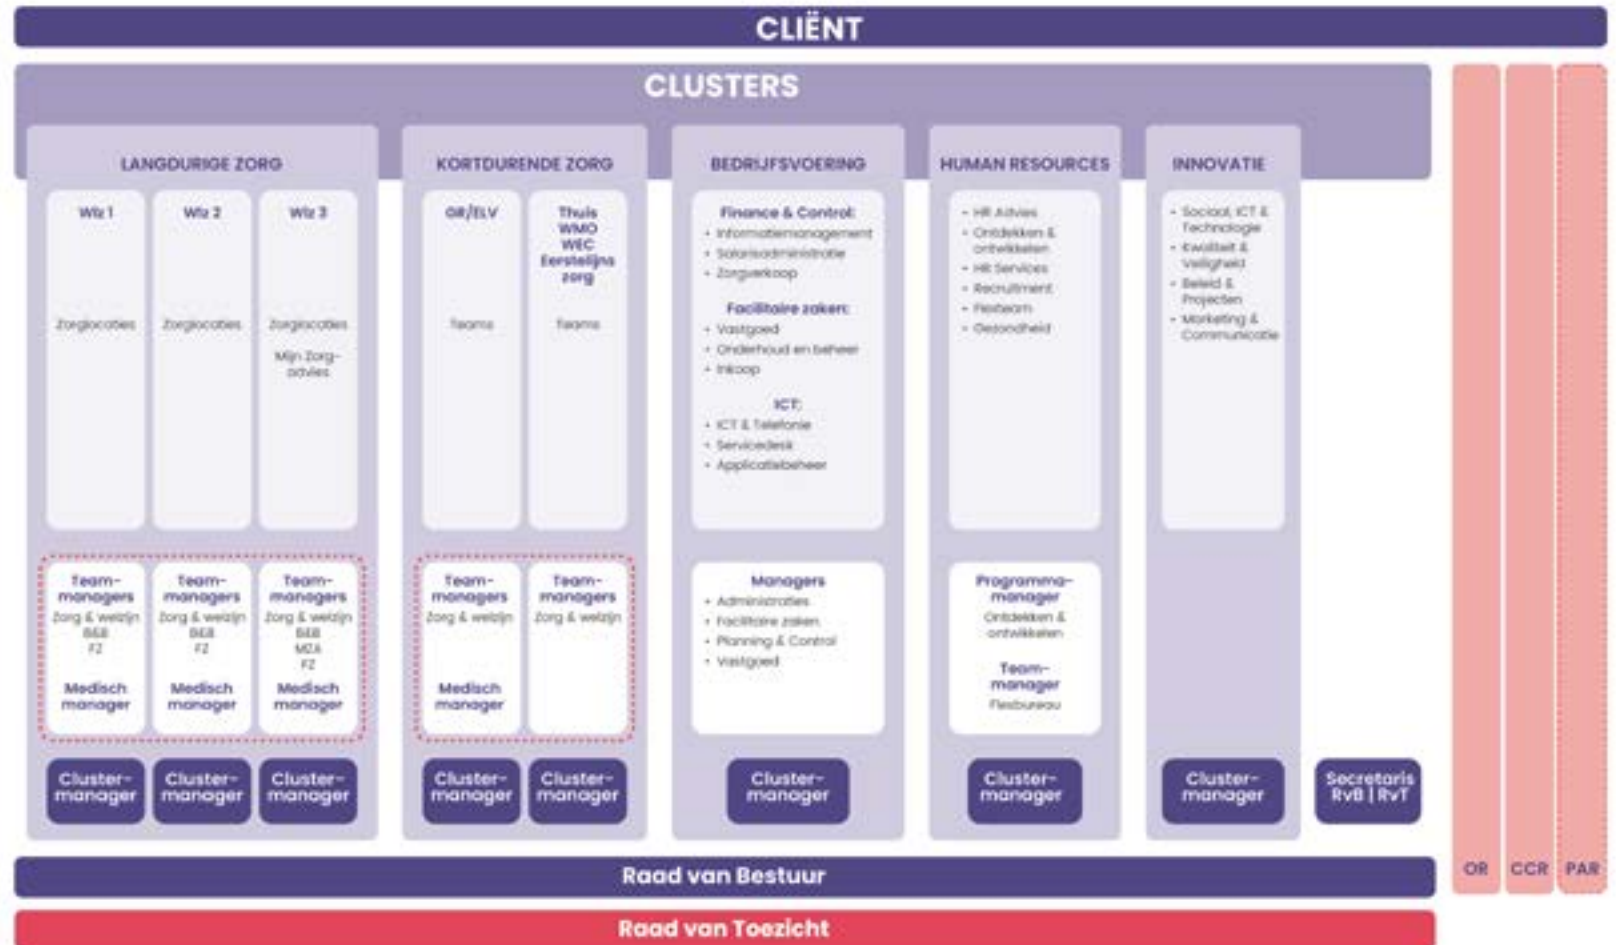 CLIËNT
CLUSTERS
LANGDURIGE ZORG
Wlz 1
Zorglocaties
Wlz 2
Zorglocaties
Wlz 3
Zorglocaties
Mijn Zorg-
advies
Team-
managers
Zorg & welzijn
B&B
FZ
Medisch
manager
Team-
managers
Zorg & welzijn
B&B
FZ
Medisch
manager
Team-
managers
Zorg & welzijn
B&B
MZA
FZ
Medisch
manager
Cluster-
manager
Cluster-
manager
Cluster-
manager
KORTDURENDE ZORG
GR/ELV
Teams
Thuis
WMO
WEC
Eerstelijns
zorg
Teams
Team-
managers
Zorg & welzijn
Medisch
manager
Team-
managers
Zorg & welzijn
Cluster-
manager
Cluster-
manager
BEDRIJFSVOERING
Finance & Control:
• Informatiemanagement
• Salarisadministratie
• Zorgverkoop
Facilitaire zaken:
• Vastgoed
• Onderhoud en beheer
• Inkoop
ICT:
• ICT & Telefonie
• Servicedesk
• Applicatiebeheer
Managers
• Administraties
• Facilitaire zaken
• Planning & Control
• Vastgoed
Cluster-
manager
HUMAN RESOURCES
• HR Advies
• Ontdekken &
ontwikkelen
• HR Services
• Recruitment
• Flexteam
• Gezondheid
Programma-
manager
Ontdekken &
ontwikkelen
Team-
manager
Flexbureau
Cluster-
manager
INNOVATIE
• Sociaal, ICT &
Technologie
• Kwaliteit &
Veiligheid
• Beleid &
Projecten
• Marketing &
Communicatie
Cluster-
manager
Secretaris
RvB | RvT
OR
CCR
PAR
Raad van Bestuur
Raad van Toezicht